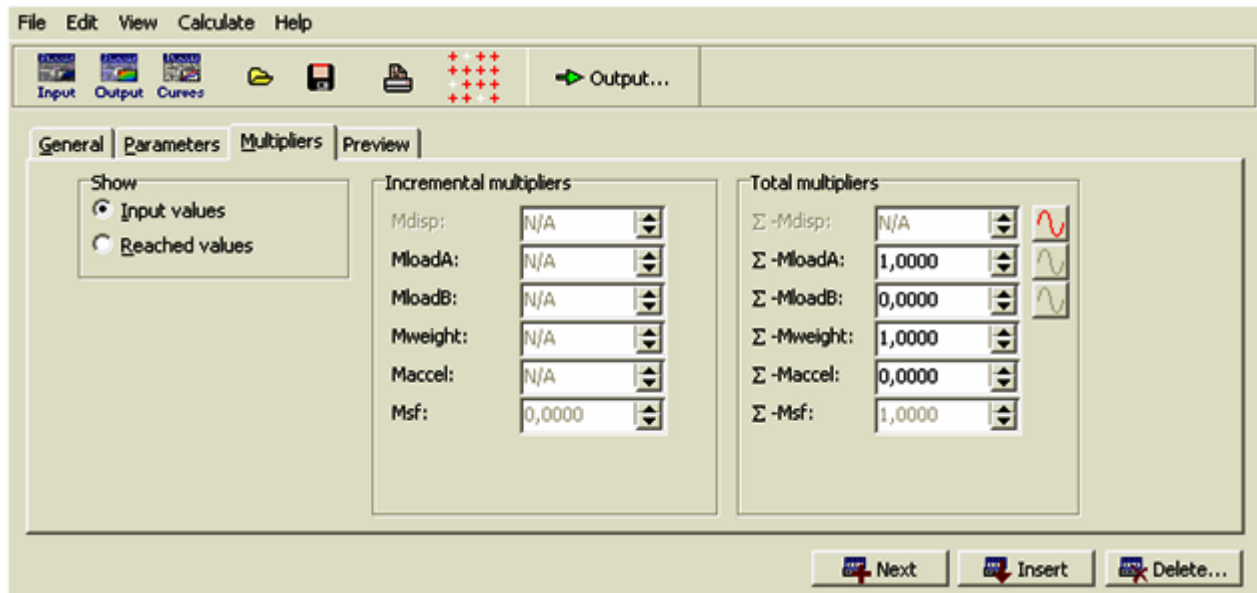 File Edit View Calculate Help
Input Output Curves Output...
General Parameters Multipliers Preview
Show
Input values
Reached values
Incremental multipliers
Mdisp: N/A
MloadA: N/A
MloadB: N/A
Mweight: N/A
Maccel: N/A
Msf: 0,0000
Total multipliers
Σ -Mdisp: N/A
Σ -MloadA: 1,0000
Σ -MloadB: 0,0000
Σ -Mweight: 1,0000
Σ -Maccel: 0,0000
Σ -Msf: 1,0000
Next Insert Delete...